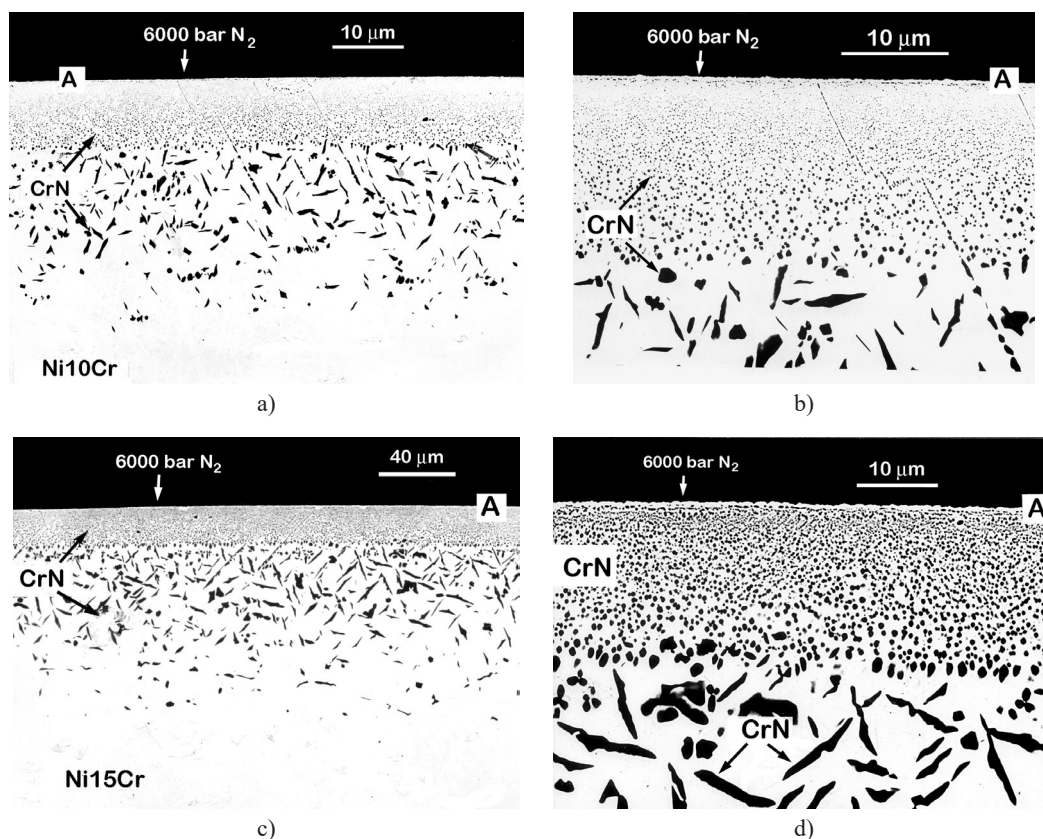 6000 bar N₂
10 μm
A
CrN
Ni10Cr
a)
6000 bar N₂
10 μm
A
CrN
b)
6000 bar N₂
40 μm
A
CrN
Ni15Cr
c)
6000 bar N₂
10 μm
A
CrN
CrN
d)